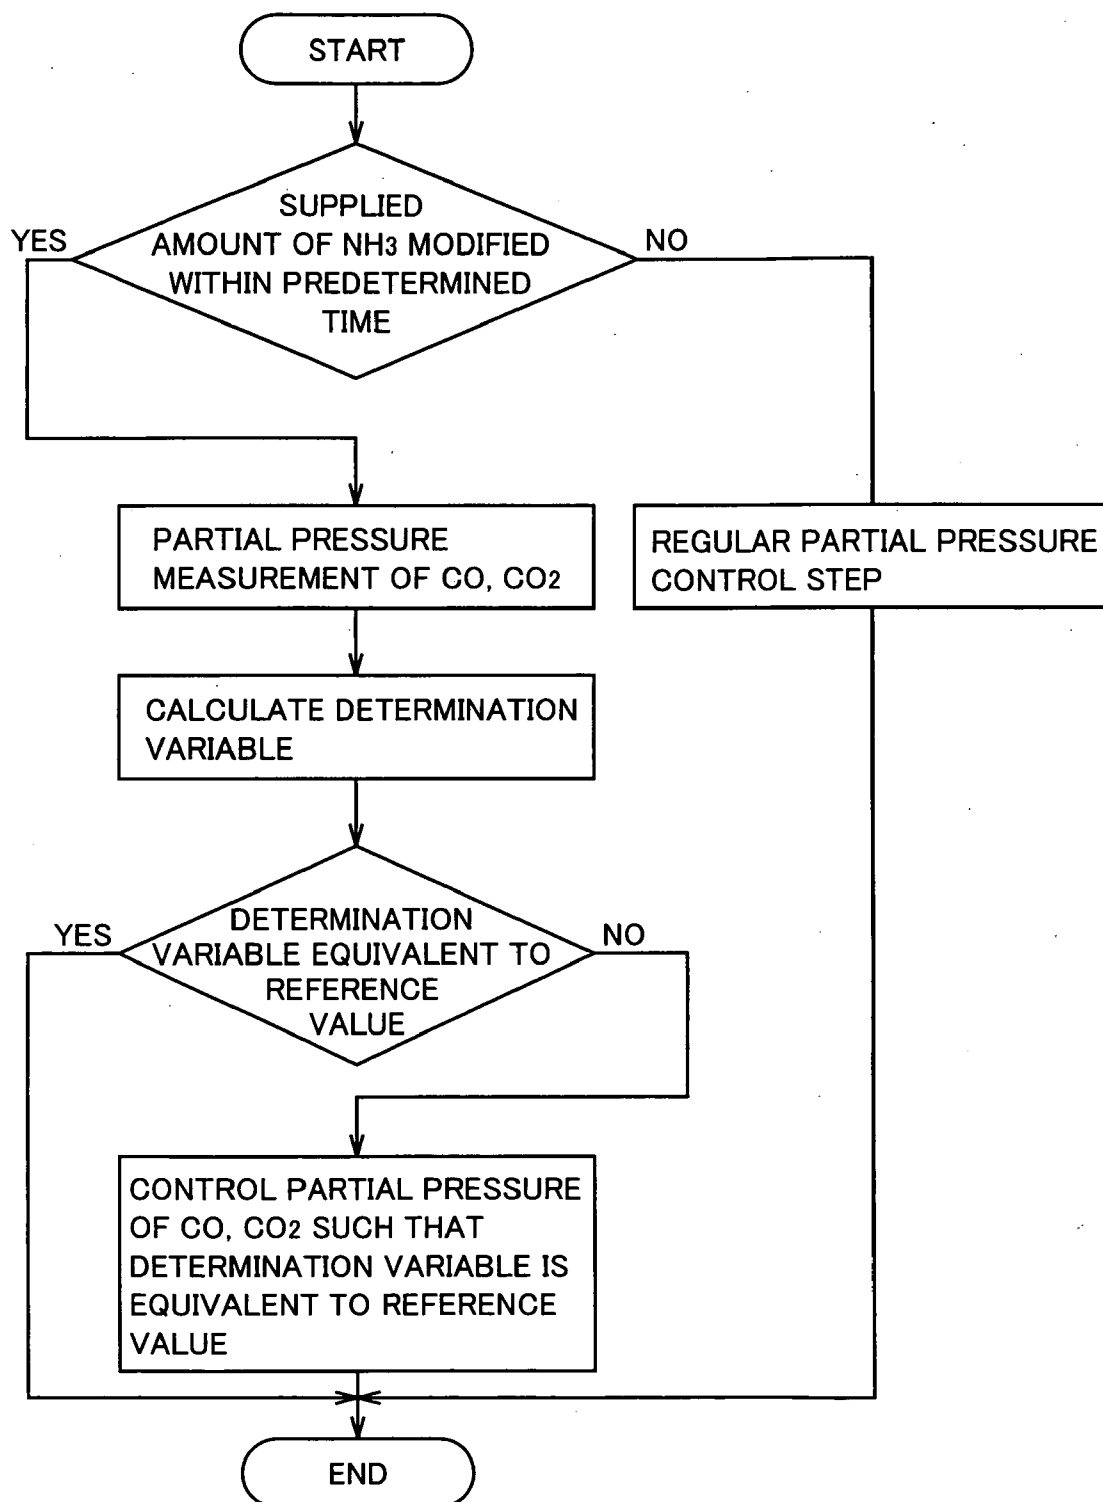 START
SUPPLIED
AMOUNT OF NH3 MODIFIED
WITHIN PREDETERMINED
TIME
YES
NO
PARTIAL PRESSURE
MEASUREMENT OF CO, CO2
REGULAR PARTIAL PRESSURE
CONTROL STEP
CALCULATE DETERMINATION
VARIABLE
DETERMINATION
VARIABLE EQUIVALENT TO
REFERENCE
VALUE
YES
NO
CONTROL PARTIAL PRESSURE
OF CO, CO2 SUCH THAT
DETERMINATION VARIABLE IS
EQUIVALENT TO REFERENCE
VALUE
END